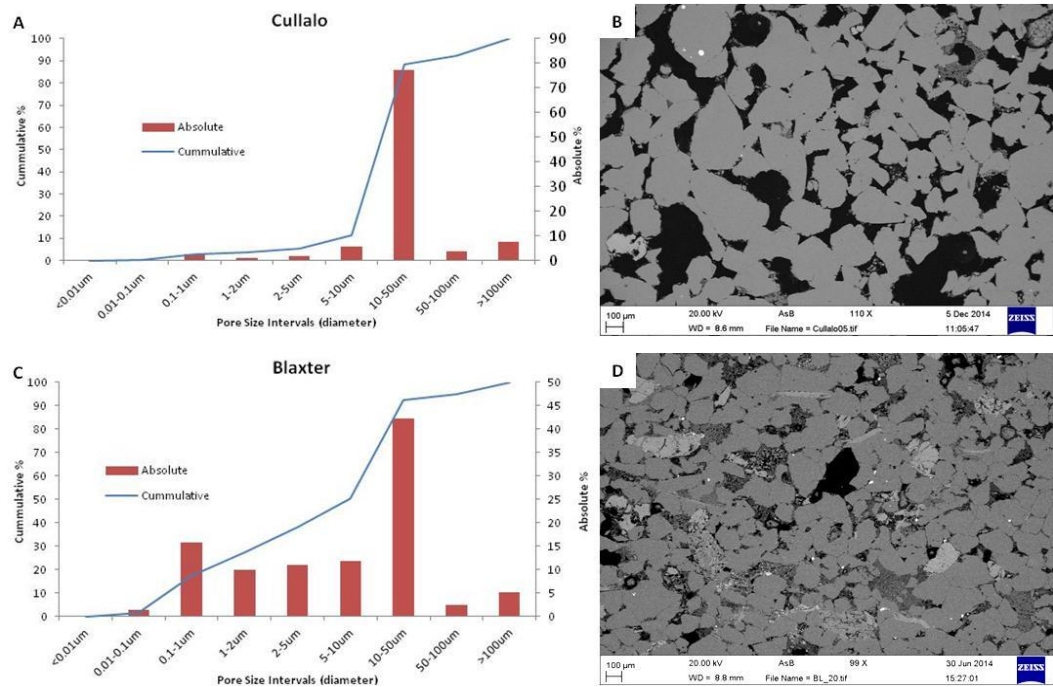 A
Cullalo
Cummulative %
100
90
80
70
60
50
40
30
20
10
0
Absolute
Cummulative
90
80
70
60
50
40
30
20
10
0
Absolute %
<0.01um
0.01-0.1um
0.1-1um
1-2um
2-5um
5-10um
10-50um
50-100um
>100um
Pore Size Intervals (diameter)
B
100 µm
20.00 kV AsB 110 X 5 Dec 2014
WD = 8.6 mm File Name = Cullalo05.tif 11:05:47
ZEISS
C
Blaxter
Cummulative %
100
90
80
70
60
50
40
30
20
10
0
Absolute
Cummulative
50
45
40
35
30
25
20
15
10
5
0
Absolute %
<0.01um
0.01-0.1um
0.1-1um
1-2um
2-5um
5-10um
10-50um
50-100um
>100um
Pore Size Intervals (diameter)
D
100 µm
20.00 kV AsB 99 X 30 Jun 2014
WD = 8.8 mm File Name = BL_20.tif 15:27:01
ZEISS